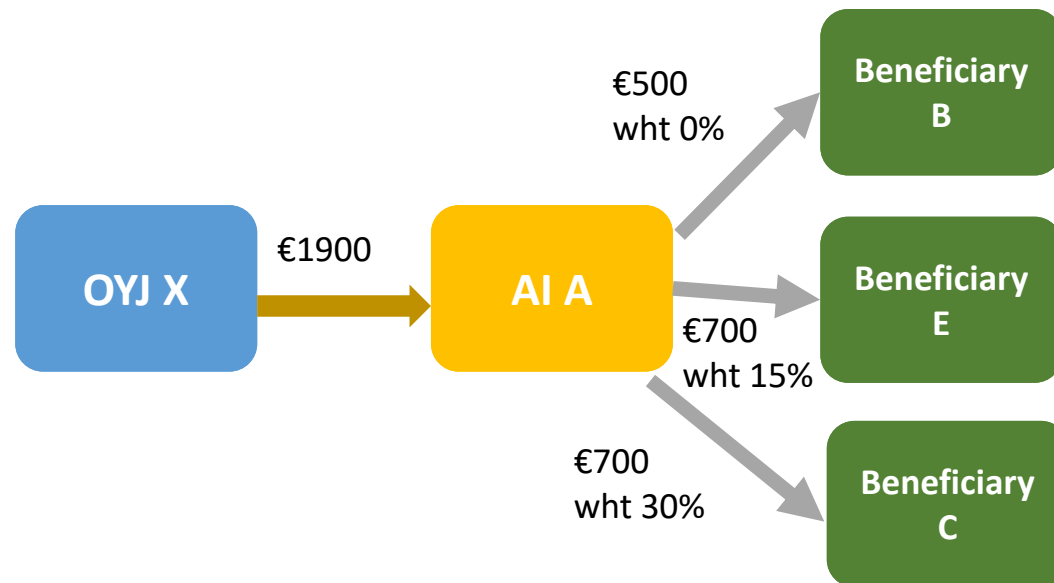 OYJ X
€1900
AI A
€500
wht 0%
Beneficiary
B
€700
wht 15%
Beneficiary
E
€700
wht 30%
Beneficiary
C